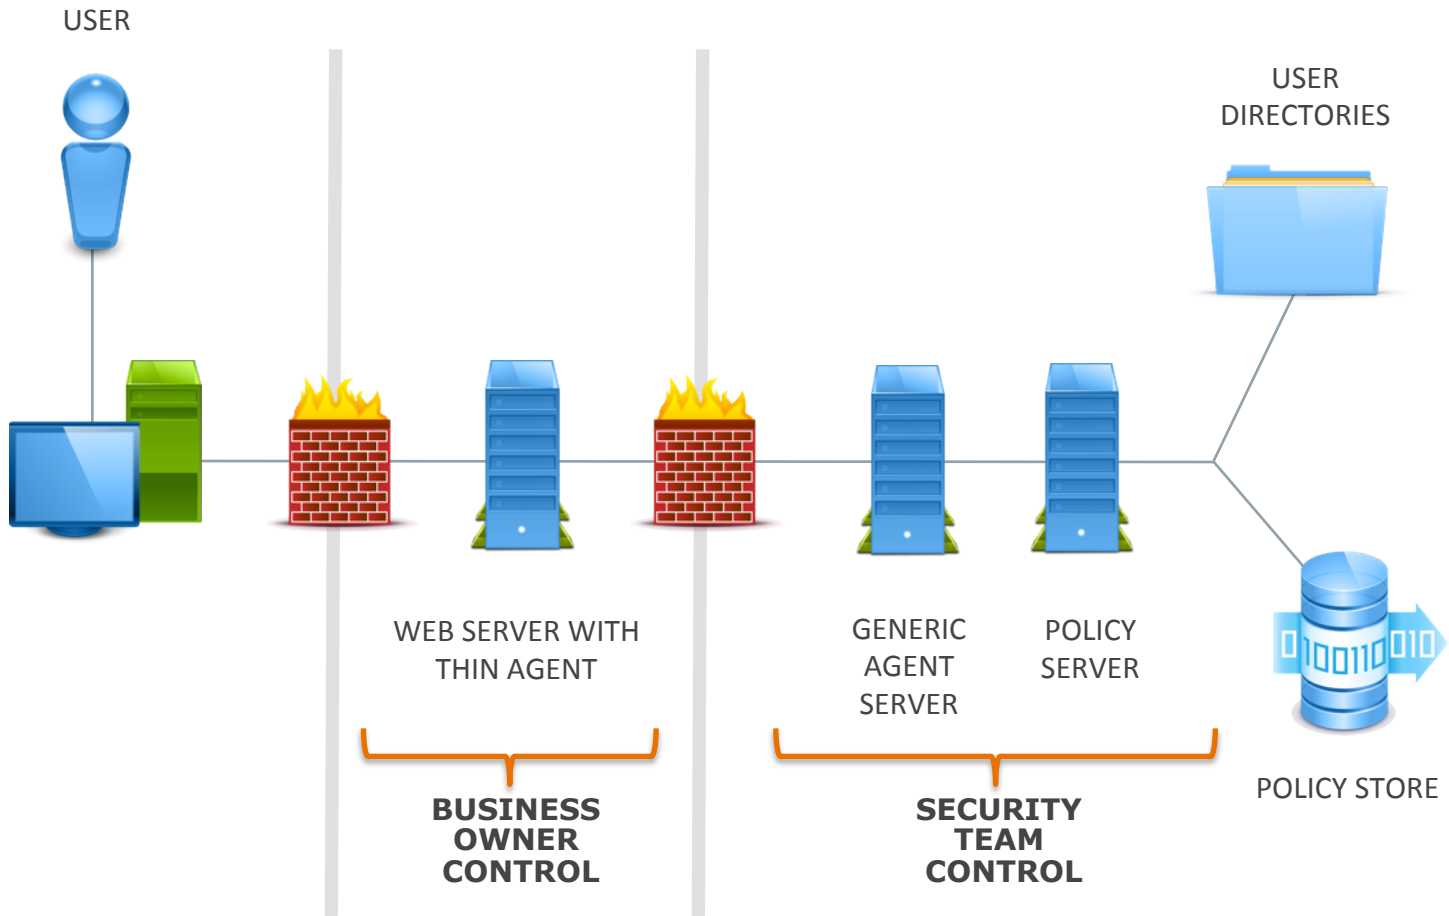 USER
USER
DIRECTORIES
WEB SERVER WITH
THIN AGENT
GENERIC
AGENT
SERVER
POLICY
SERVER
0100110010
POLICY STORE
BUSINESS
OWNER
CONTROL
SECURITY
TEAM
CONTROL